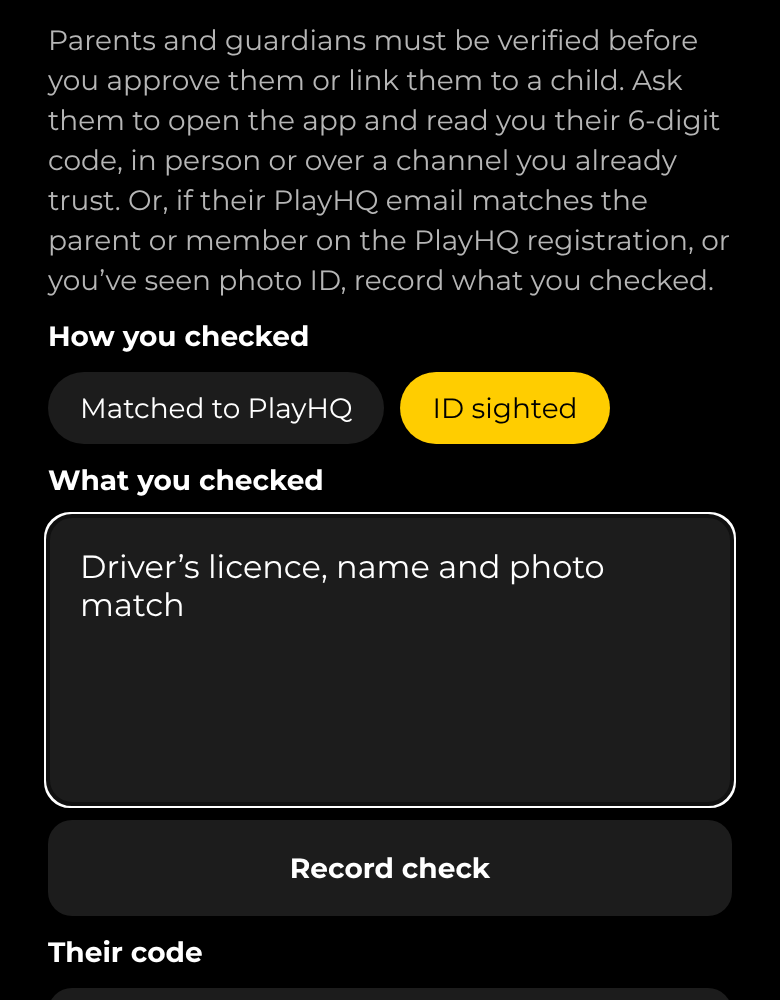 Parents and guardians must be verified before
you approve them or link them to a child. Ask
them to open the app and read you their 6-digit
code, in person or over a channel you already
trust. Or, if their PlayHQ email matches the
parent or member on the PlayHQ registration, or
you’ve seen photo ID, record what you checked.
How you checked
Matched to PlayHQ
ID sighted
What you checked
Driver’s licence, name and photo
match
Record check
Their code